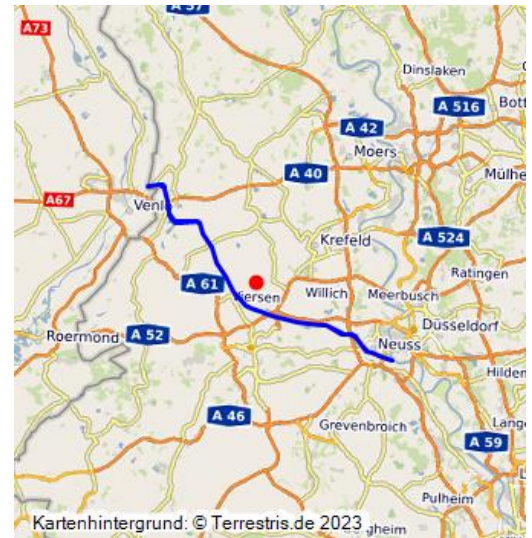 A 57
A73
Dinslaken
Bott
A 516
A 42
Moers
Mülhe
A 40
A67
Venlo
A 524
Krefeld
Ratingen
A 61
Viersen
Willich
Meerbusch
Düsseldorf
Roermond
A 52
Neuss
Hilden
A 46
Grevenbroich
Lange
A 59
Pulheim
Kartenhintergrund: © Terrestris.de 2023